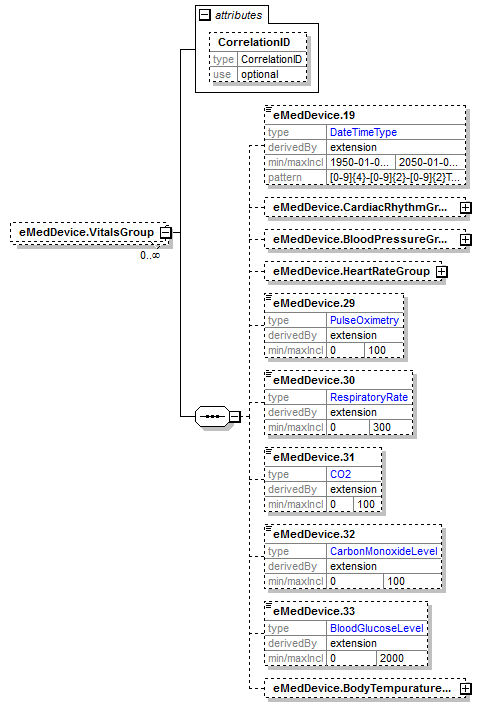 attributes
CorrelationID
type CorrelationID
use optional
eMedDevice.19
type DateTimeType
derivedBy extension
min/maxIncl 1950-01-0... 2050-01-0...
pattern [0-9]{4}-[0-9]{2}-[0-9]{2}T...
eMedDevice.CardiacRhythmGr...
eMedDevice.VitalsGroup
0..∞
eMedDevice.BloodPressureGr...
eMedDevice.HeartRateGroup
eMedDevice.29
type PulseOximetry
derivedBy extension
min/maxIncl 0 100
eMedDevice.30
type RespiratoryRate
derivedBy extension
min/maxIncl 0 300
eMedDevice.31
type CO2
derivedBy extension
min/maxIncl 0 100
eMedDevice.32
type CarbonMonoxideLevel
derivedBy extension
min/maxIncl 0 100
eMedDevice.33
type BloodGlucoseLevel
derivedBy extension
min/maxIncl 0 2000
eMedDevice.BodyTempurature...